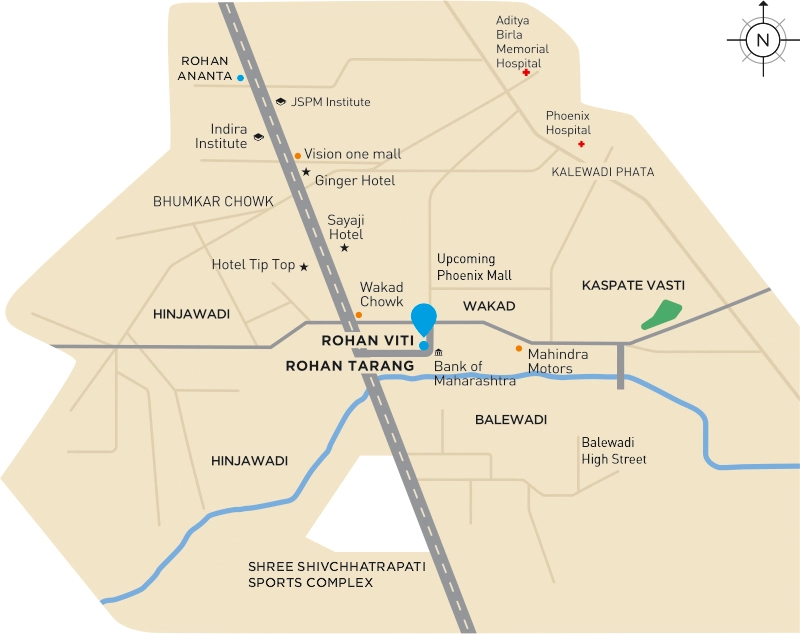 Aditya
Birla
Memorial
Hospital
N
ROHAN
ANANTA
JSPM Institute
Phoenix
Hospital
Indira
Institute
Vision one mall
Ginger Hotel
KALEWADI PHATA
BHUMKAR CHOWK
Sayaji
Hotel
Hotel Tip Top
Upcoming
Phoenix Mall
KASPATE VASTI
Wakad
Chowk
WAKAD
HINJAWADI
ROHAN VITI
ROHAN TARANG
Bank of
Maharashtra
Mahindra
Motors
BALEWADI
Balewadi
High Street
HINJAWADI
SHREE SHIVCHHATRAPATI
SPORTS COMPLEX